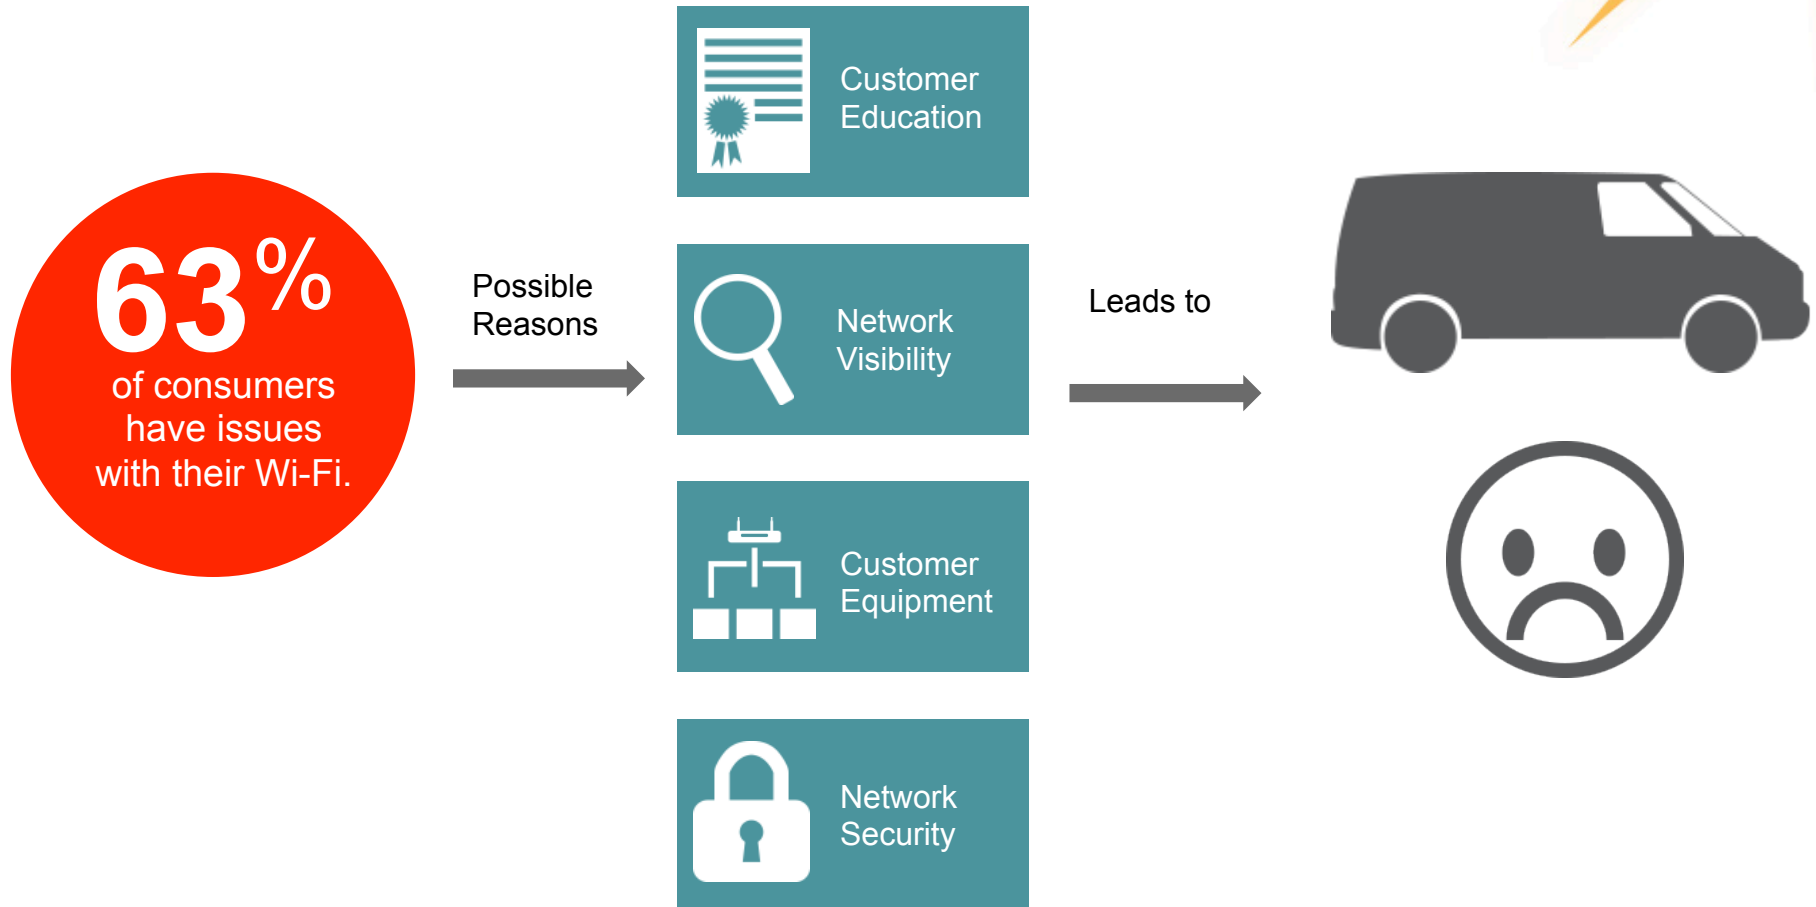 63%
of consumers
have issues
with their Wi-Fi.
Possible
Reasons
Customer
Education
Network
Visibility
Customer
Equipment
Network
Security
Leads to